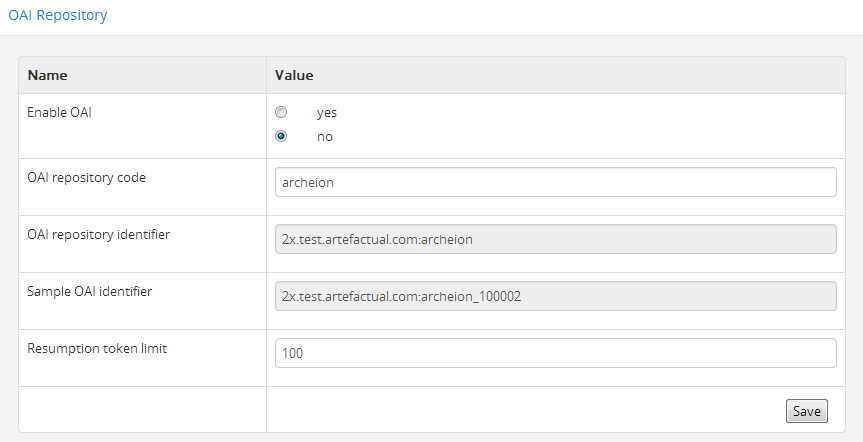 OAI Repository
Name Value
Enable OAI yes
no
OAI repository code archeion
OAI repository identifier 2x.test.artefactual.com:archeion
Sample OAI identifier 2x.test.artefactual.com:archeion_100002
Resumption token limit 100
Save